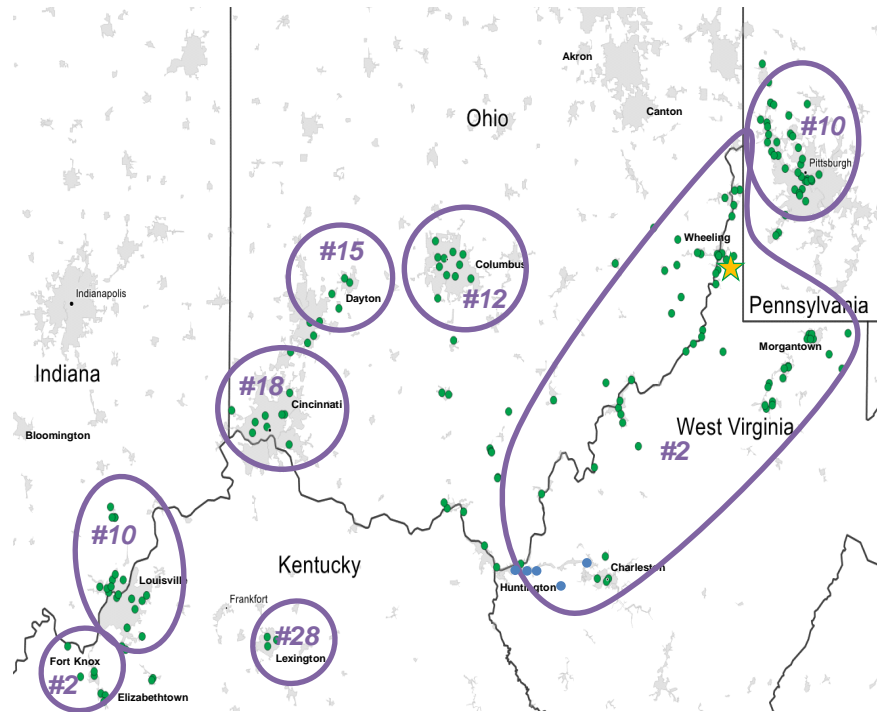 Akron
Canton
Ohio
#10
Pittsburgh
#15
Wheeling
Columbus
Dayton
Indianapolis
#12
Pennsylvania
Morgantown
Indiana
#18
Cincinnati
West Virginia
Bloomington
#2
#10
Kentucky
Charleston
Louisville
Huntington
Frankfort
#28
Lexington
Fort Knox
#2
Elizabethtown